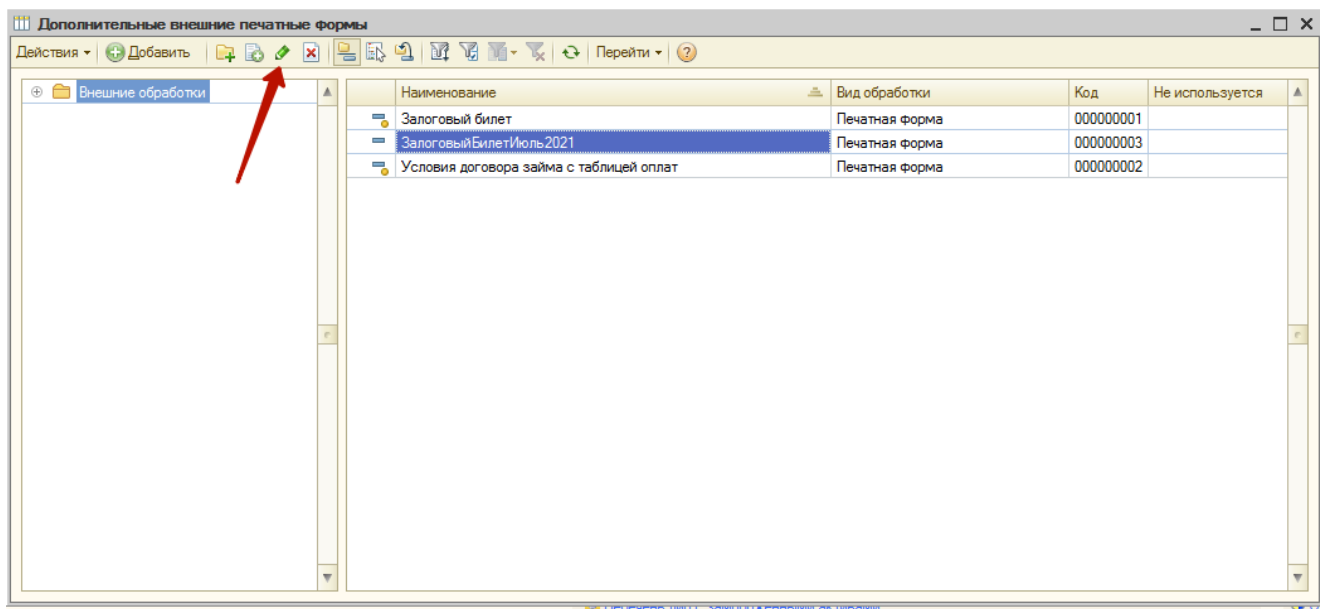 Дополнительные внешние печатные формы
Действия Добавить Перейти
Внешние обработки
Наименование Вид обработки Код Не используется
Залоговый билет Печатная форма 000000001
ЗалоговыйБилетИюль2021 Печатная форма 000000003
Условия договора займа с таблицей оплат Печатная форма 000000002